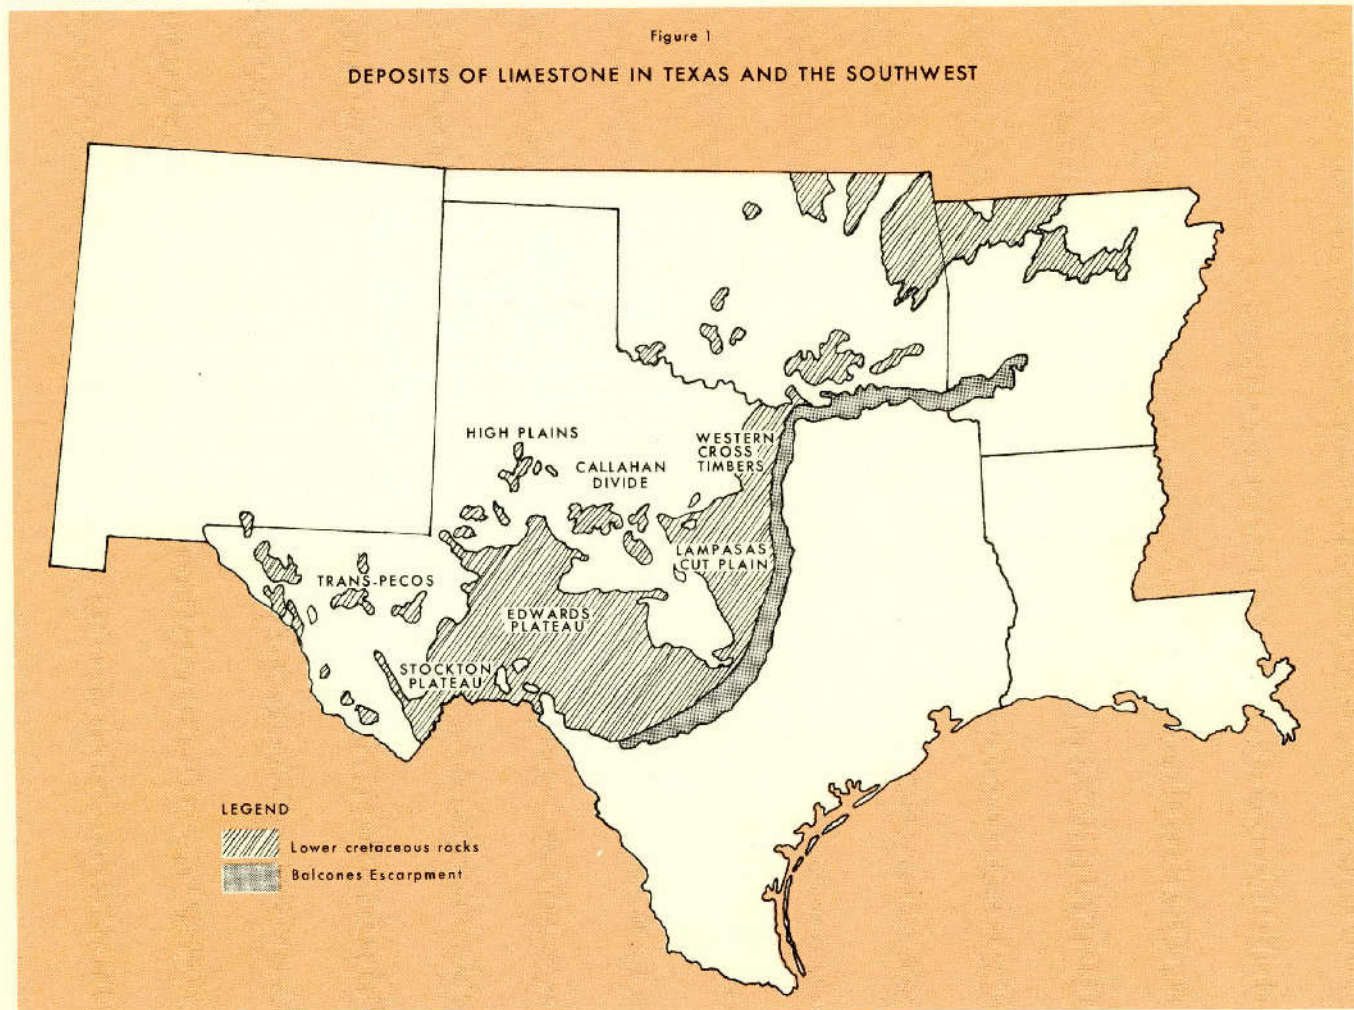 Figure 1
DEPOSITS OF LIMESTONE IN TEXAS AND THE SOUTHWEST
HIGH PLAINS
CALLAHAN
DIVIDE
WESTERN
CROSS
TIMBERS
LAMPASAS
CUT PLAIN
TRANS-PECOS
EDWARDS
PLATEAU
STOCKTON
PLATEAU
LEGEND
Lower cretaceous rocks
Balcones Escarpment